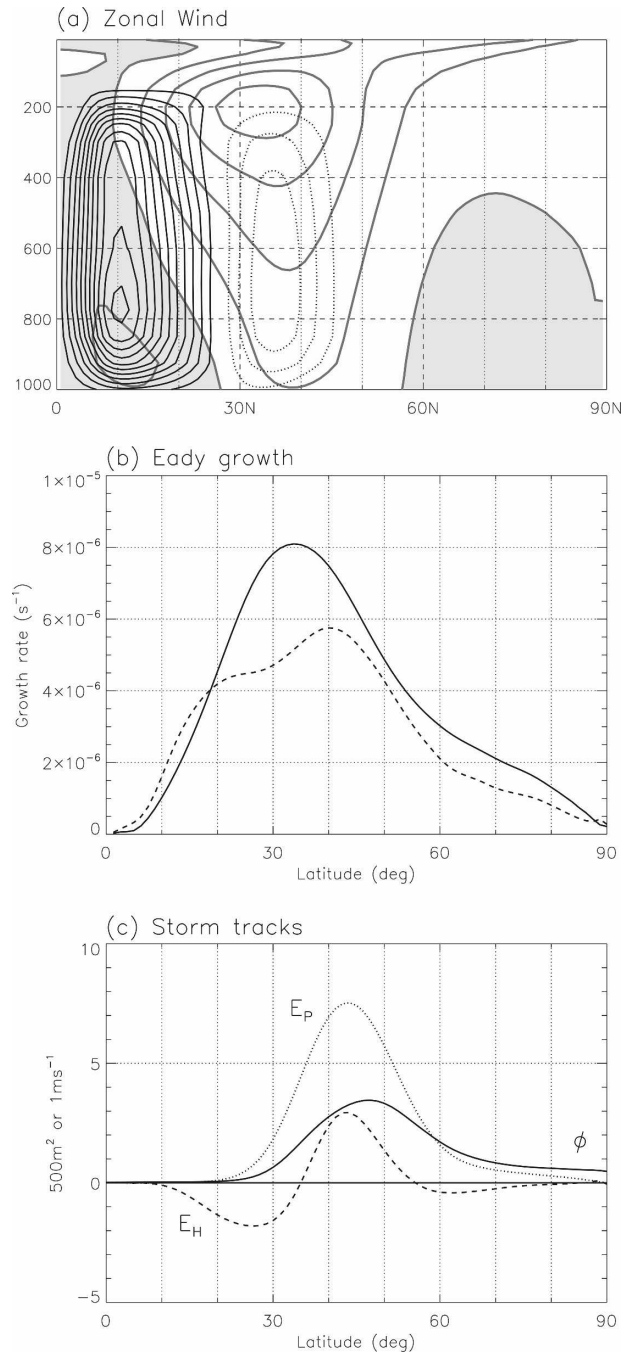 (a) Zonal Wind
200
400
600
800
1000
0 30N 60N 90N
(b) Eady growth
1×10⁻⁵
8×10⁻⁶
6×10⁻⁶
4×10⁻⁶
2×10⁻⁶
0
Growth rate (s⁻¹)
0 30 60 90
Latitude (deg)
(c) Storm tracks
10
5
0
-5
500m² or 1ms⁻¹
E_P
ϕ
E_H
0 30 60 90
Latitude (deg)